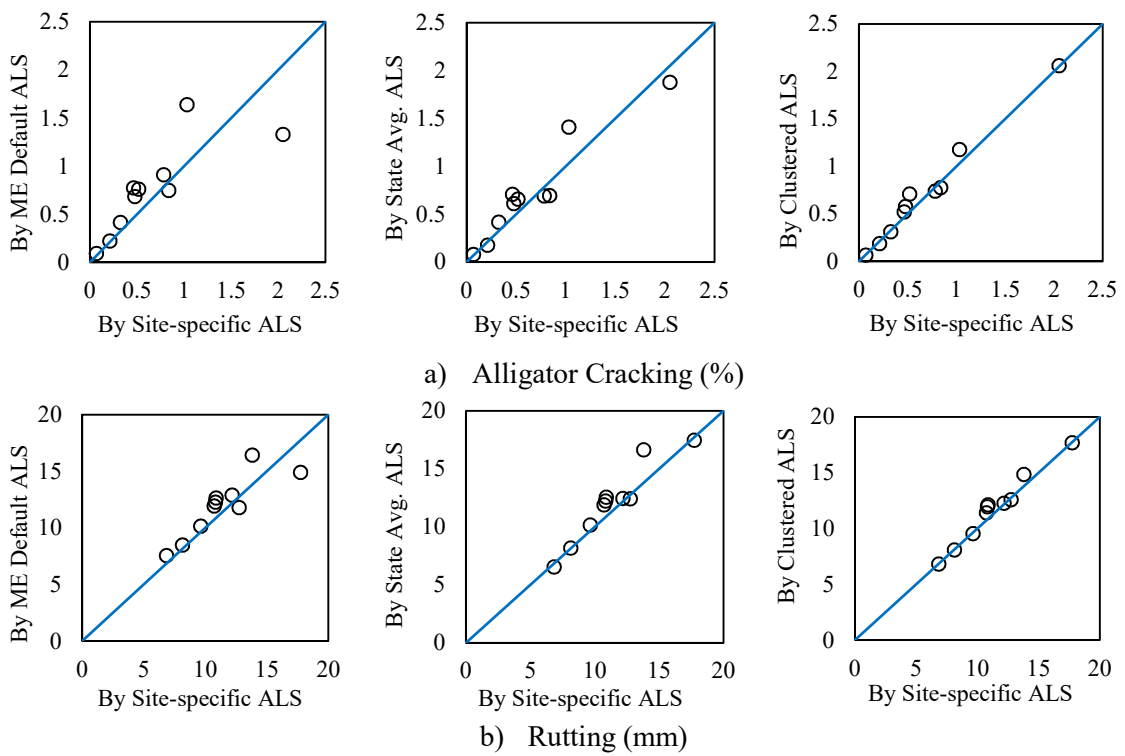 By ME Default ALS
2.5
2
1.5
1
0.5
0
0 0.5 1 1.5 2 2.5
By Site-specific ALS
By State Avg. ALS
2.5
2
1.5
1
0.5
0
0 0.5 1 1.5 2 2.5
By Site-specific ALS
By Clustered ALS
2.5
2
1.5
1
0.5
0
0 0.5 1 1.5 2 2.5
By Site-specific ALS
a) Alligator Cracking (%)
By ME Default ALS
20
15
10
5
0
0 5 10 15 20
By Site-specific ALS
By State Avg. ALS
20
15
10
5
0
0 5 10 15 20
By Site-specific ALS
By Clustered ALS
20
15
10
5
0
0 5 10 15 20
By Site-specific ALS
b) Rutting (mm)